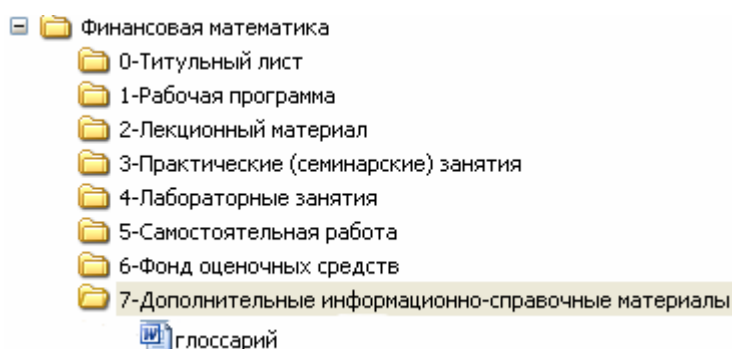 Финансовая математика
0-Титульный лист
1-Рабочая программа
2-Лекционный материал
3-Практические (семинарские) занятия
4-Лабораторные занятия
5-Самостоятельная работа
6-Фонд оценочных средств
7-Дополнительные информационно-справочные материалы
глоссарий